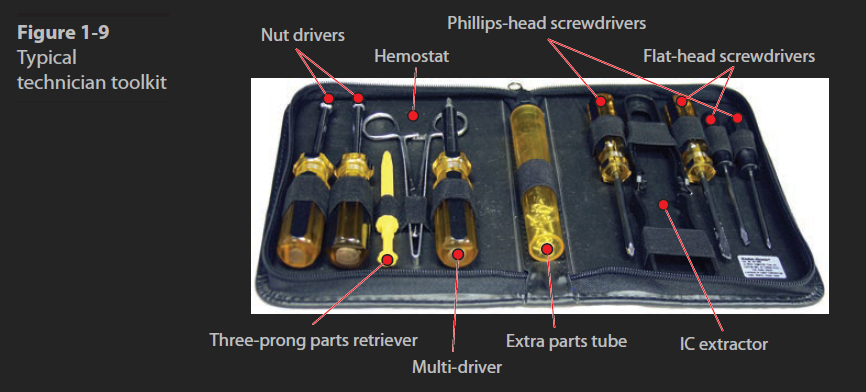 Figure 1-9
Typical
technician toolkit
Nut drivers
Hemostat
Phillips-head screwdrivers
Flat-head screwdrivers
Three-prong parts retriever
Multi-driver
Extra parts tube
IC extractor